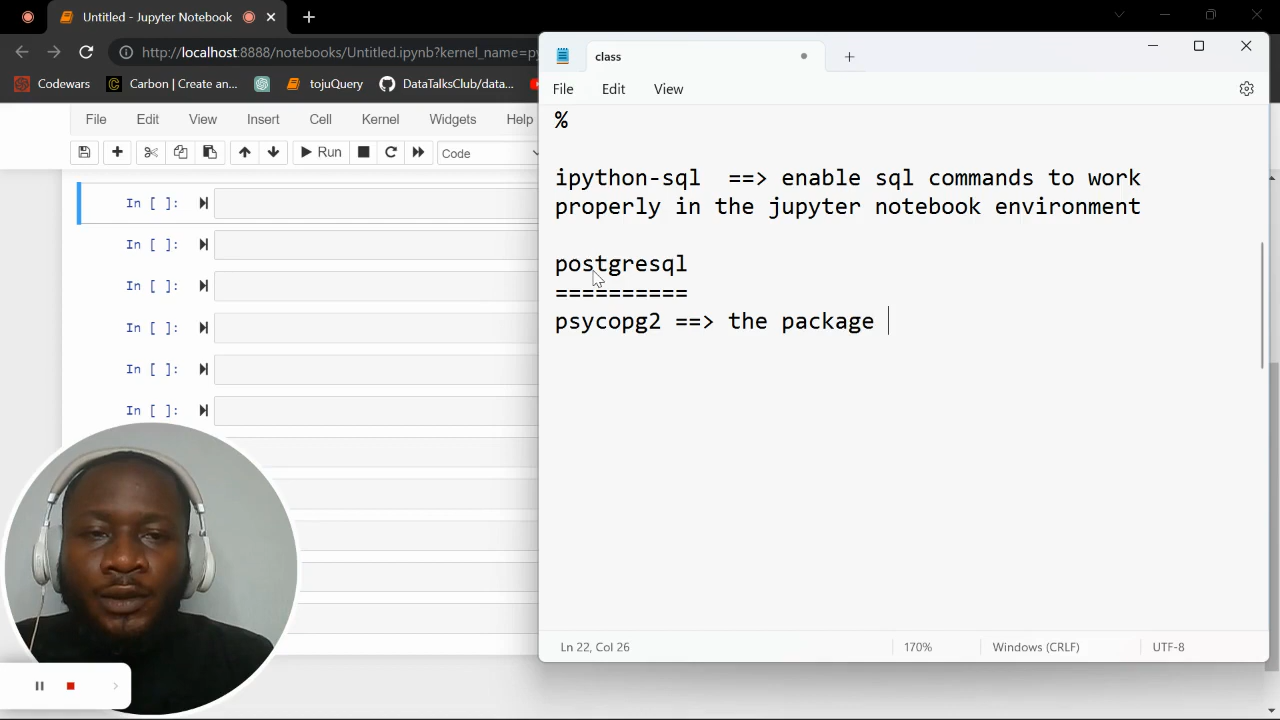 Untitled - Jupyter Notebook
http://localhost:8888/notebooks/Untitled.ipynb?kernel_name=py
Codewars
Carbon | Create an...
tojuQuery
DataTalksClub/data...
File Edit View Insert Cell Kernel Widgets Help
Run
Code
In [ ]:
In [ ]:
In [ ]:
In [ ]:
In [ ]:
In [ ]:
class
File Edit View
%
ipython-sql ==> enable sql commands to work
properly in the jupyter notebook environment
postgresql
==========
psycopg2 ==> the package
Ln 22, Col 26
170%
Windows (CRLF)
UTF-8